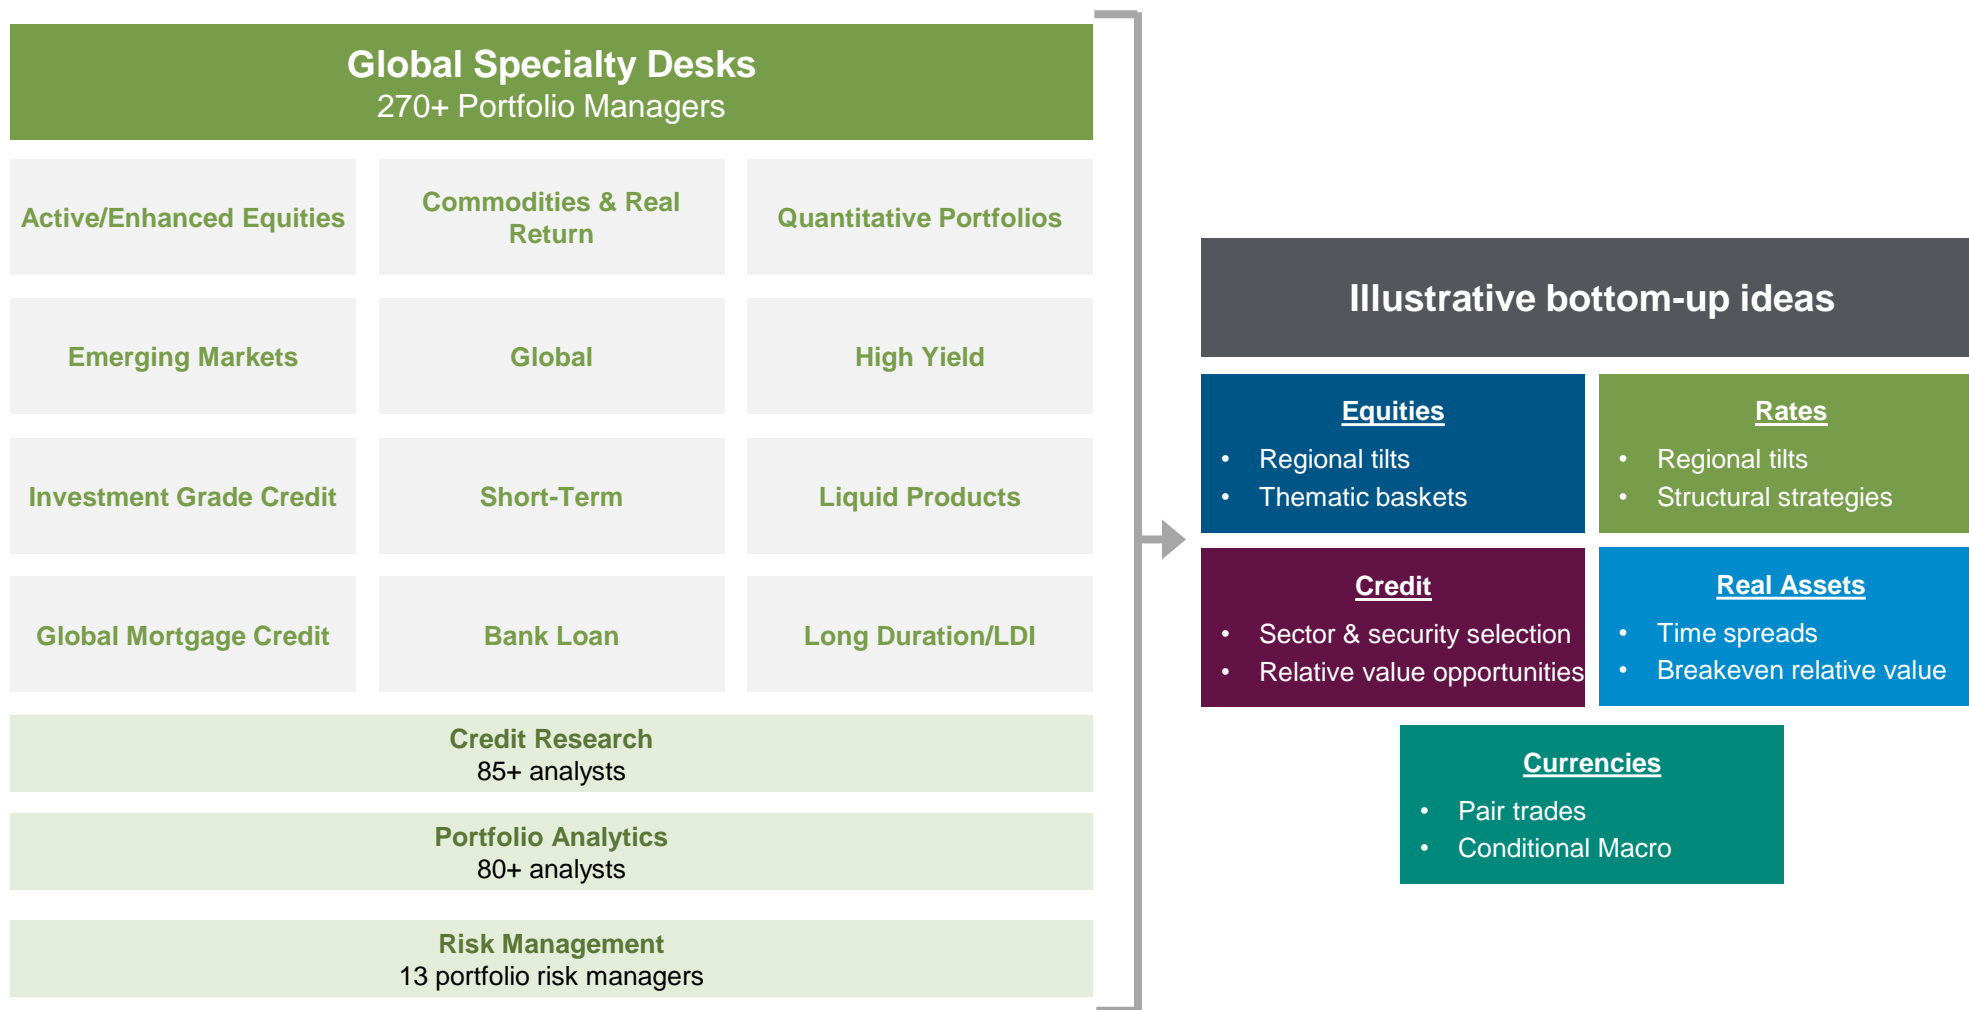 Global Specialty Desks
270+ Portfolio Managers
Active/Enhanced Equities
Commodities & Real
Return
Quantitative Portfolios
Emerging Markets
Global
High Yield
Investment Grade Credit
Short-Term
Liquid Products
Global Mortgage Credit
Bank Loan
Long Duration/LDI
Credit Research
85+ analysts
Portfolio Analytics
80+ analysts
Risk Management
13 portfolio risk managers
Illustrative bottom-up ideas
Equities
• Regional tilts
• Thematic baskets
Rates
• Regional tilts
• Structural strategies
Credit
• Sector & security selection
• Relative value opportunities
Real Assets
• Time spreads
• Breakeven relative value
Currencies
• Pair trades
• Conditional Macro